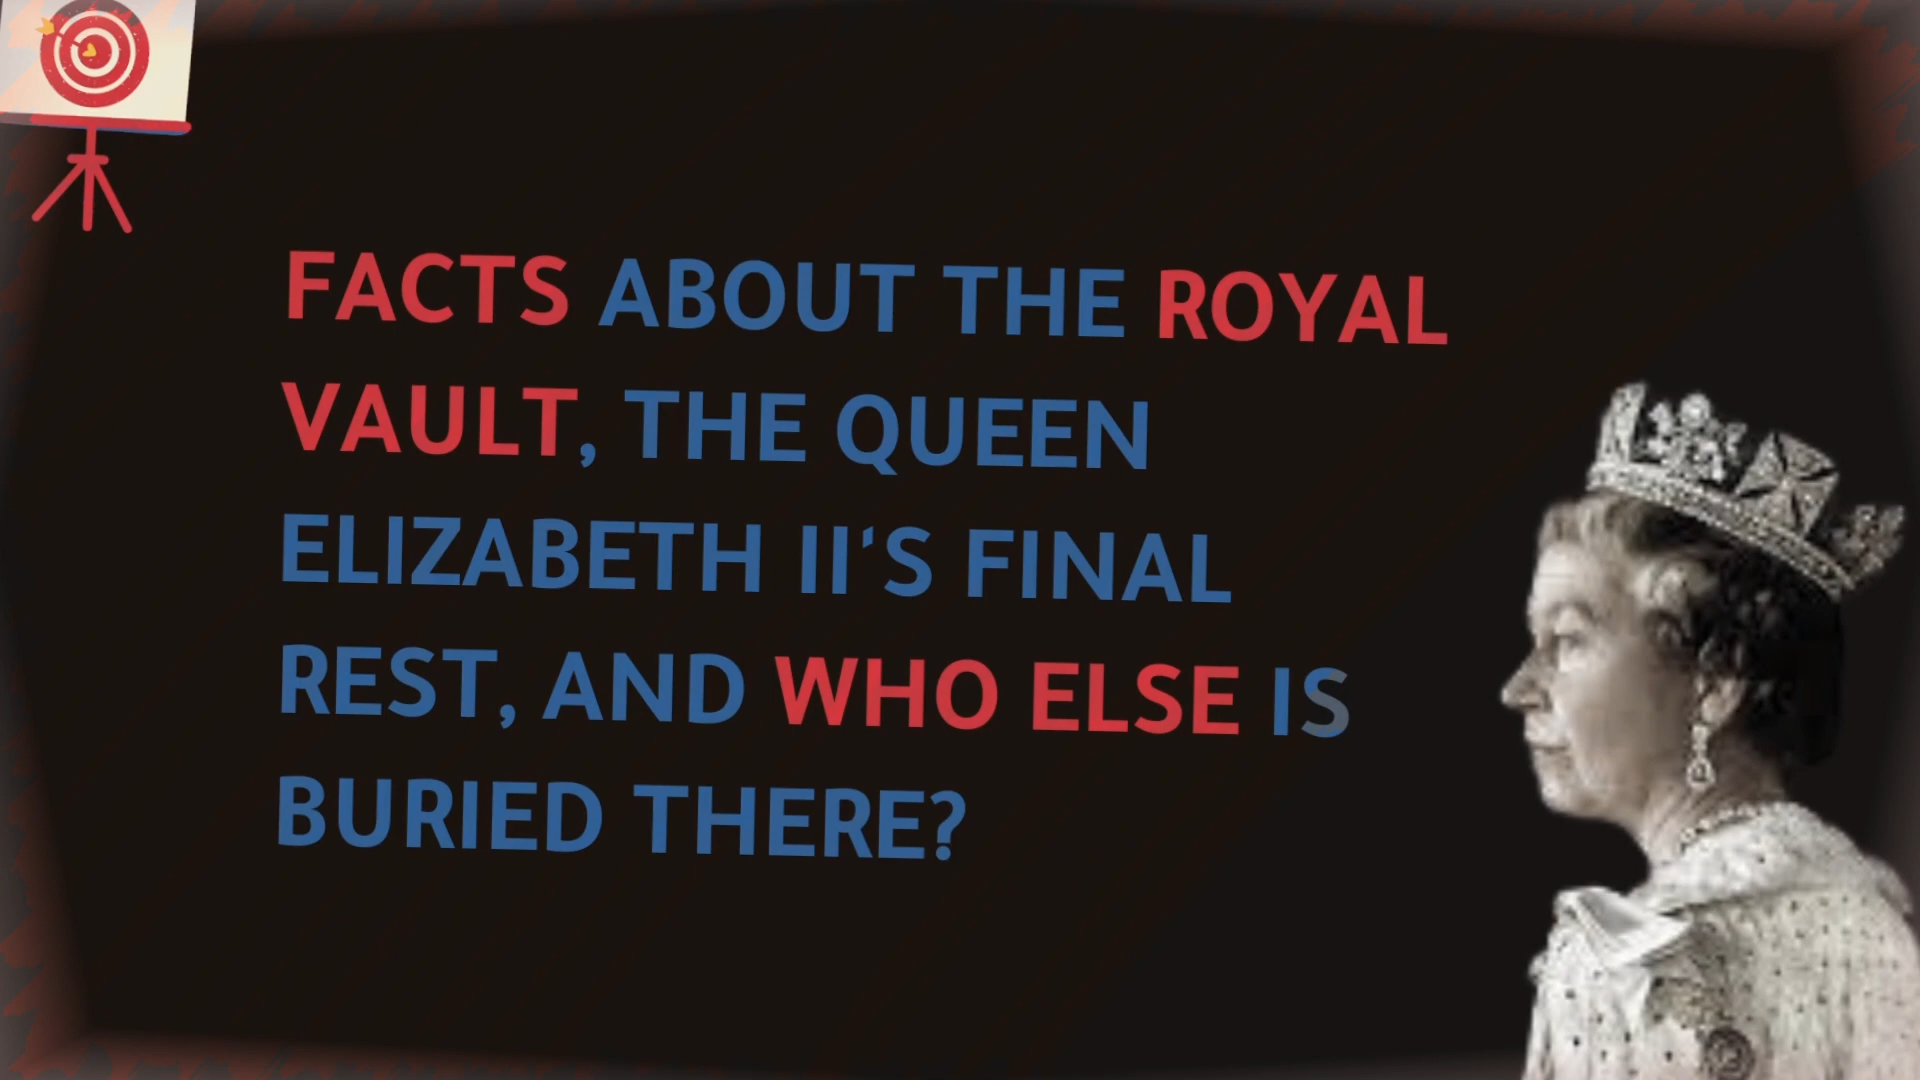 FACTS ABOUT THE ROYAL
VAULT, THE QUEEN
ELIZABETH II'S FINAL
REST, AND WHO ELSE IS
BURIED THERE?